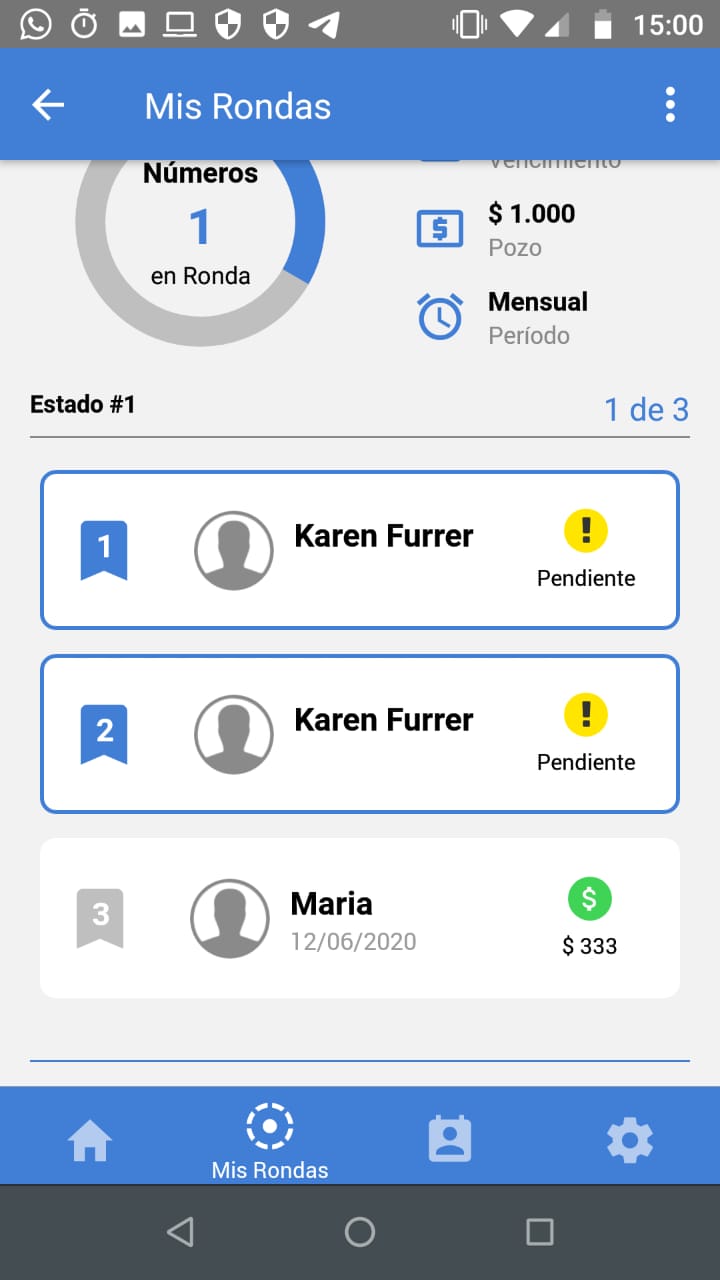 15:00
Mis Rondas
Vencimiento
Números
1
en Ronda
$ 1.000
Pozo
Mensual
Período
Estado #1
1 de 3
1
Karen Furrer
Pendiente
2
Karen Furrer
Pendiente
3
Maria
12/06/2020
$ 333
Mis Rondas